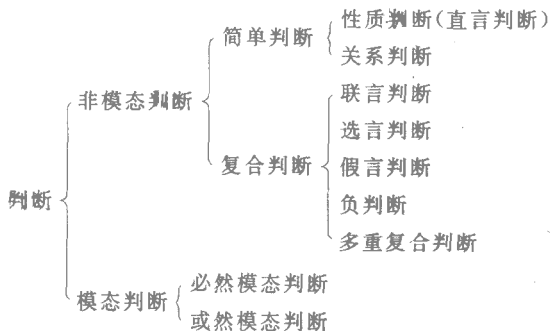 性质判断(直言判断)
简单判断
关系判断
非模态判断
联言判断
选言判断
复合判断
假言判断
判断
负判断
多重复合判断
必然模态判断
模态判断
或然模态判断